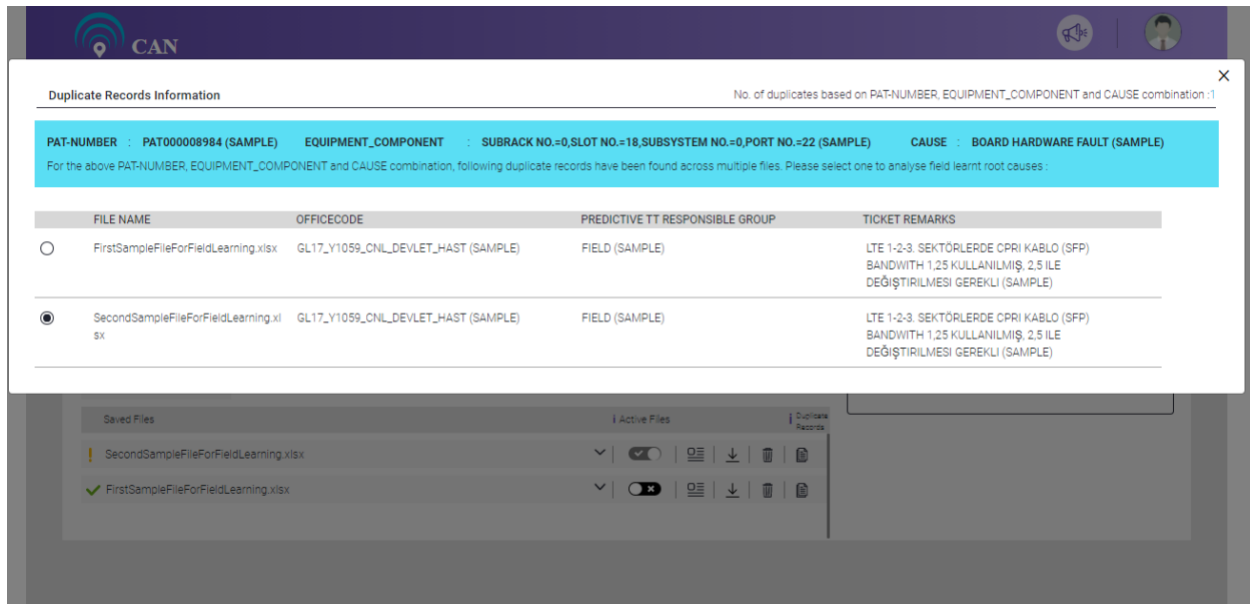 CAN
Duplicate Records Information
No. of duplicates based on PAT-NUMBER, EQUIPMENT_COMPONENT and CAUSE combination :1
PAT-NUMBER : PAT000008984 (SAMPLE) EQUIPMENT_COMPONENT : SUBRACK NO.=0,SLOT NO.=18,SUBSYSTEM NO.=0,PORT NO.=22 (SAMPLE) CAUSE : BOARD HARDWARE FAULT (SAMPLE)
For the above PAT-NUMBER, EQUIPMENT_COMPONENT and CAUSE combination, following duplicate records have been found across multiple files. Please select one to analyse field learnt root causes :
FILE NAME OFFICECODE PREDICTIVE TT RESPONSIBLE GROUP TICKET REMARKS
FirstSampleFileForFieldLearning.xlsx GL17_Y1059_CNL_DEVLET_HAST (SAMPLE) FIELD (SAMPLE) LTE 1-2-3. SEKTÖRLERDE CPRI KABLO (SFP)
BANDWITH 1,25 KULLANILMIŞ, 2,5 ILE
DEĞIŞTIRILMESI GEREKLI (SAMPLE)
SecondSampleFileForFieldLearning.xl GL17_Y1059_CNL_DEVLET_HAST (SAMPLE) FIELD (SAMPLE) LTE 1-2-3. SEKTÖRLERDE CPRI KABLO (SFP)
sx BANDWITH 1,25 KULLANILMIŞ, 2,5 ILE
DEĞIŞTIRILMESI GEREKLI (SAMPLE)
Saved Files i Active Files i Duplicate
Records
SecondSampleFileForFieldLearning.xlsx
FirstSampleFileForFieldLearning.xlsx